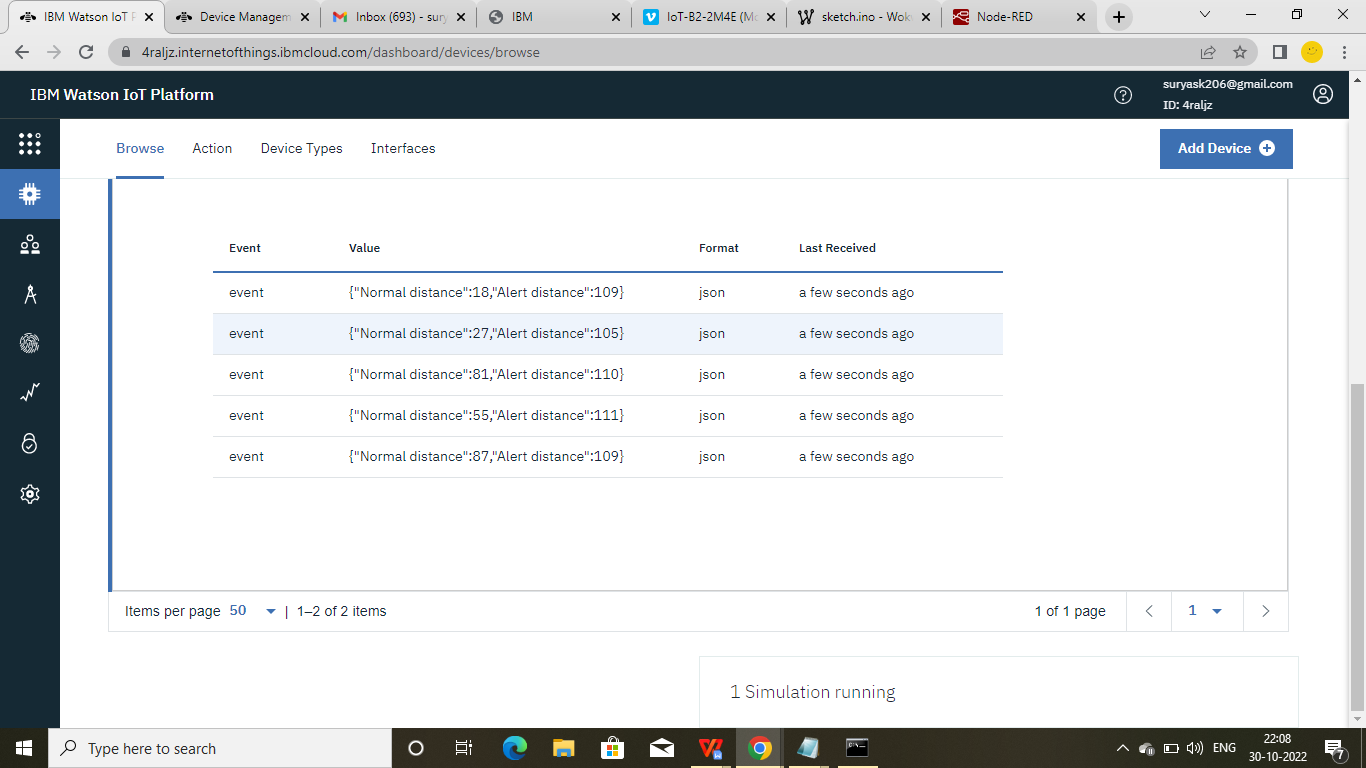 IBM Watson IoT P
Device Managem
Inbox (693) - sury
IBM
IoT-B2-2M4E (Mo
sketch.ino - Wok
Node-RED
4raljz.internetofthings.ibmcloud.com/dashboard/devices/browse
IBM Watson IoT Platform
suryask206@gmail.com
ID: 4raljz
Browse
Action
Device Types
Interfaces
Add Device
Event Value Format Last Received
event {"Normal distance":18,"Alert distance":109} json a few seconds ago
event {"Normal distance":27,"Alert distance":105} json a few seconds ago
event {"Normal distance":81,"Alert distance":110} json a few seconds ago
event {"Normal distance":55,"Alert distance":111} json a few seconds ago
event {"Normal distance":87,"Alert distance":109} json a few seconds ago
Items per page 50 | 1–2 of 2 items
1 of 1 page
1
1 Simulation running
Type here to search
ENG
22:08
30-10-2022
7